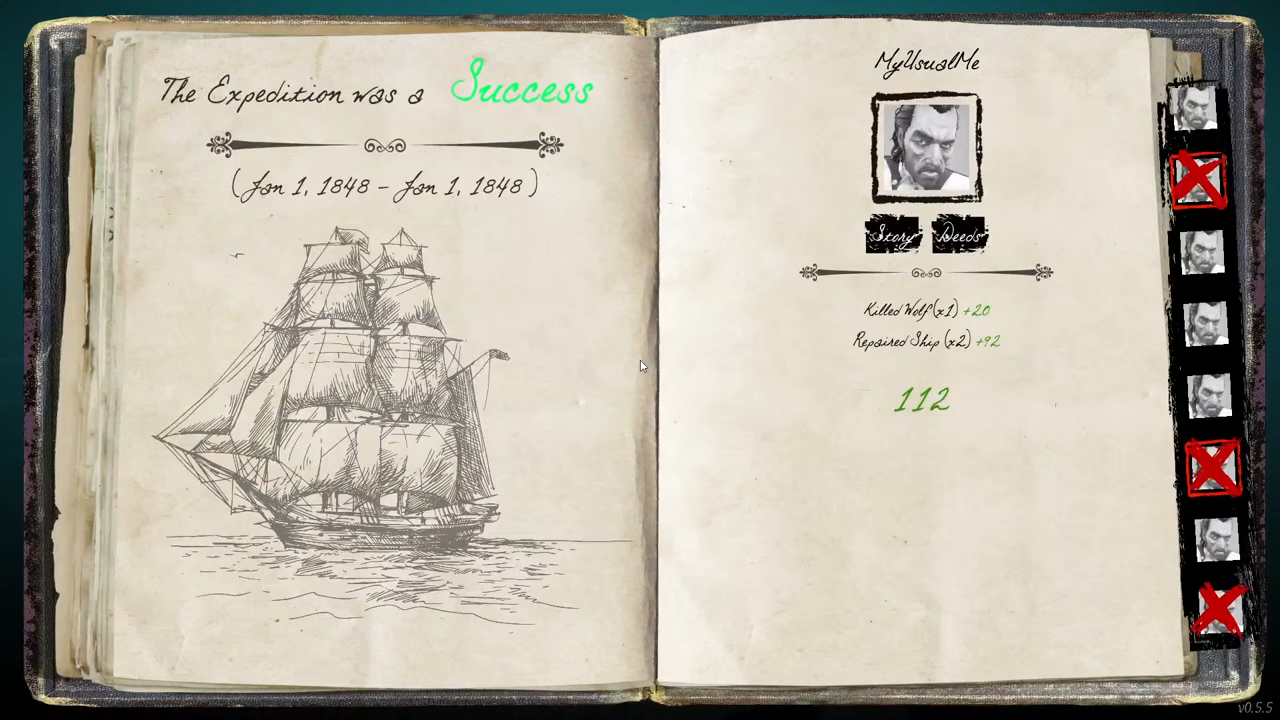 The Expedition was a Success
(Jan 1, 1848 - Jan 1, 1848)
MyUsualMe
Story Deeds
Killed Wolf (x1) +20
Repaired Ship (x2) +92
112
v0.5.5